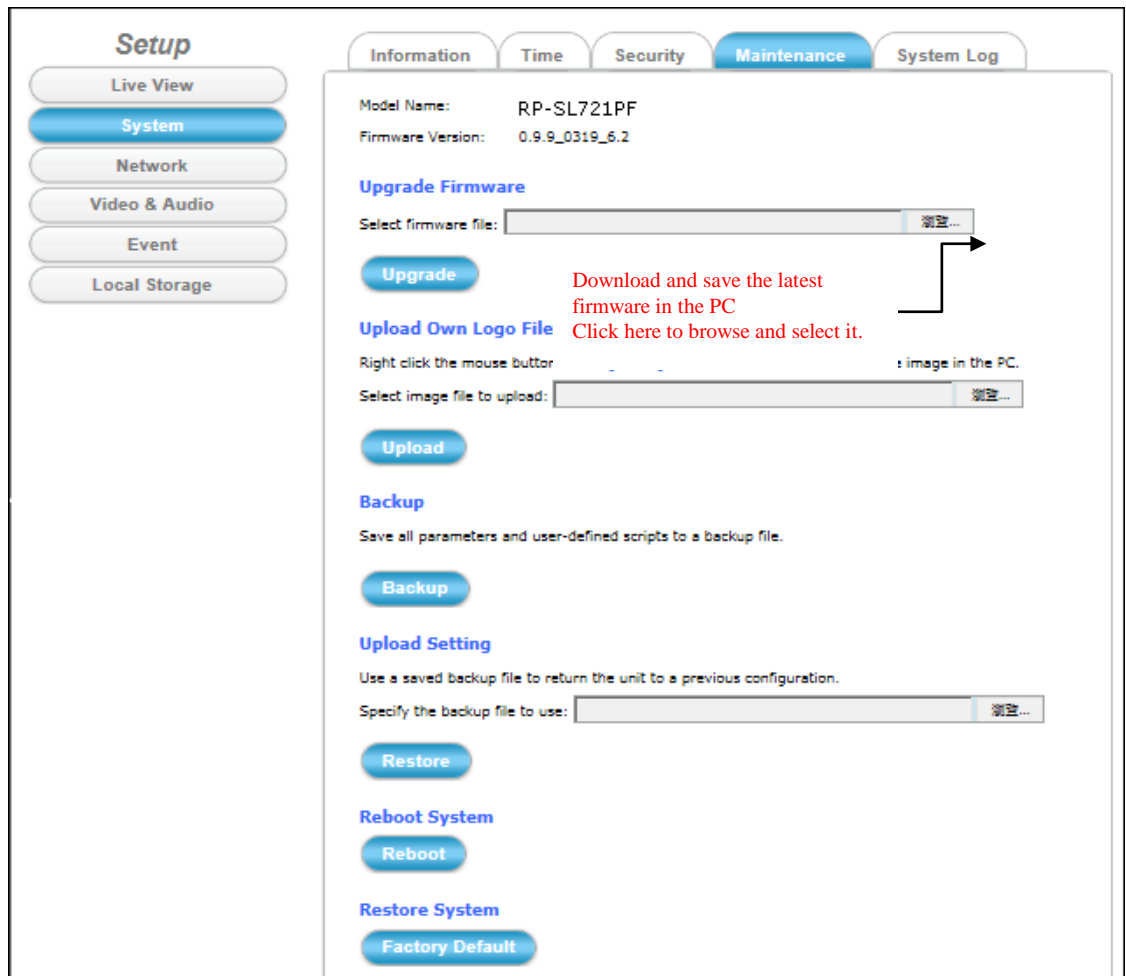 Setup
Live View
System
Network
Video & Audio
Event
Local Storage
Information Time Security Maintenance System Log
Model Name: RP-SL721PF
Firmware Version: 0.9.9_0319_6.2
Upgrade Firmware
Select firmware file: 瀏覽...
Upgrade
Download and save the latest
firmware in the PC
Click here to browse and select it.
Upload Own Logo File
Right click the mouse image in the PC.
Select image file to upload: 瀏覽...
Upload
Backup
Save all parameters and user-defined scripts to a backup file.
Backup
Upload Setting
Use a saved backup file to return the unit to a previous configuration.
Specify the backup file to use: 瀏覽...
Restore
Reboot System
Reboot
Restore System
Factory Default